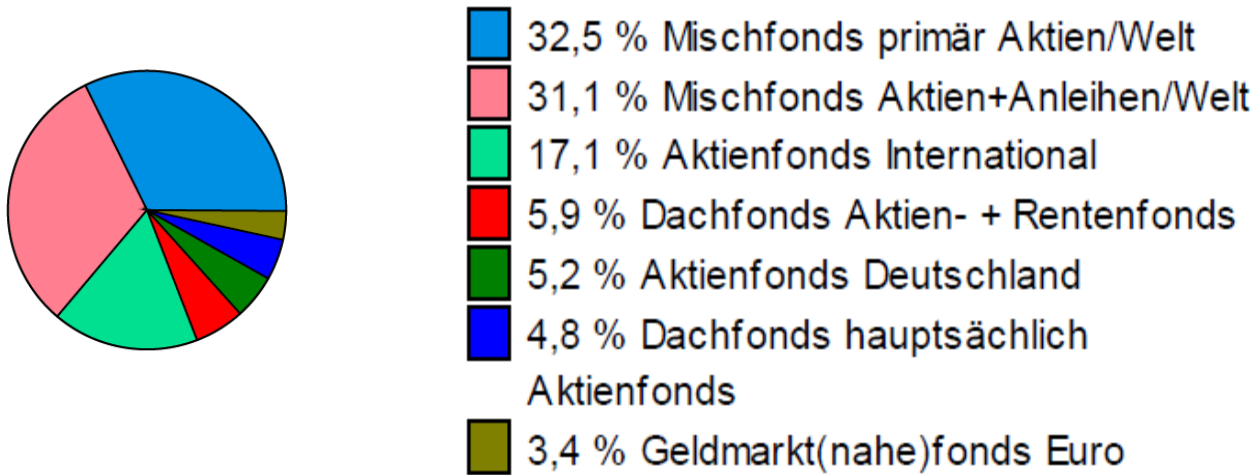 32,5 % Mischfonds primär Aktien/Welt
31,1 % Mischfonds Aktien+Anleihen/Welt
17,1 % Aktienfonds International
5,9 % Dachfonds Aktien- + Rentenfonds
5,2 % Aktienfonds Deutschland
4,8 % Dachfonds hauptsächlich
Aktienfonds
3,4 % Geldmarkt(nahe)fonds Euro